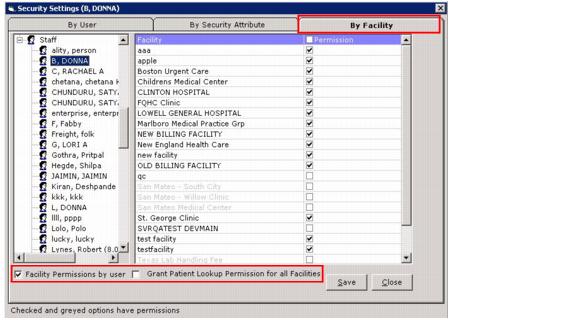 Security Settings (B, DONNA)
By User
By Security Attribute
By Facility
Staff
ality, person
B, DONNA
C, RACHAEL A
chetana, chetana k
CHUNDURU, SATY.
CHUNDURU, SATY.
enterprise, enterpr
F, Fabby
Freight, folk
G, LORI A
Gothra, Pritpal
Hegde, Shilpa
JAIMIN, JAIMIN
Kiran, Deshpande
kkk, kkk
L, DONNA
llll, pppp
Lolo, Polo
lucky, lucky
Lynes, Robert (8.0
Facility
Permission
aaa
apple
Boston Urgent Care
Childrens Medical Center
CLINTON HOSPITAL
FQHC Clinic
LOWELL GENERAL HOSPITAL
Marlboro Medical Practice Grp
NEW BILLING FACILITY
New England Health Care
new facility
OLD BILLING FACILITY
qc
San Mateo - South City
San Mateo - Willow Clinic
San Mateo Medical Center
St. George Clinic
SVRQATEST DEVMAIN
test facility
testfacility
Texas Lab Handling Fee
Facility Permissions by user
Grant Patient Lookup Permission for all Facilities
Save
Close
Checked and greyed options have permissions